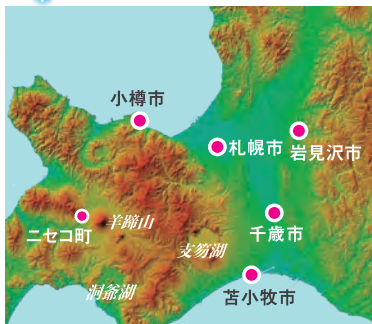 小樽市
札幌市
岩見沢市
羊蹄山
ニセコ町
千歳市
支笏湖
洞爺湖
苫小牧市